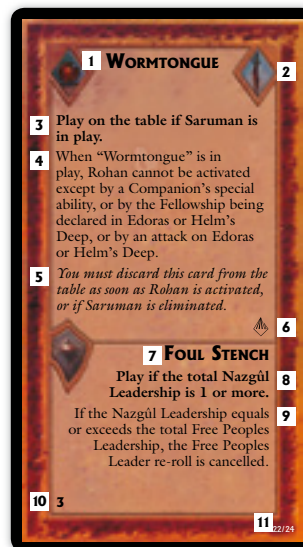 1 WORMTONGUE
2
3 Play on the table if Saruman is
in play.
4 When “Wormtongue” is in
play, Rohan cannot be activated
except by a Companion’s special
ability, or by the Fellowship being
declared in Edoras or Helm’s
Deep, or by an attack on Edoras
or Helm’s Deep.
5 You must discard this card from the
table as soon as Rohan is activated,
or if Saruman is eliminated.
6
7 FOUL STENCH
Play if the total Nazgûl 8
Leadership is 1 or more.
If the Nazgûl Leadership equals 9
or exceeds the total Free Peoples
Leadership, the Free Peoples
Leader re-roll is cancelled.
10 3
11 22/24